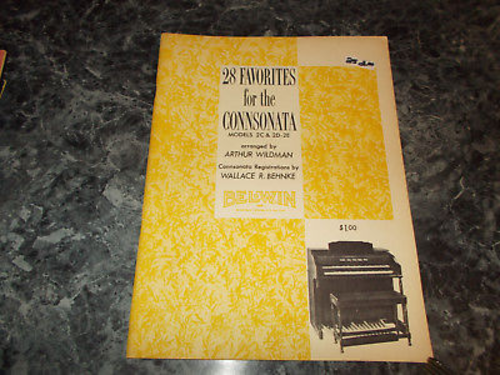 28 FAVORITES
for the
CONNSONATA
MODELS 2C & 2D-2E
arranged by
ARTHUR WILDMAN
Connsonata Registrations by
WALLACE R. BEHNKE
BELWIN
$1.00